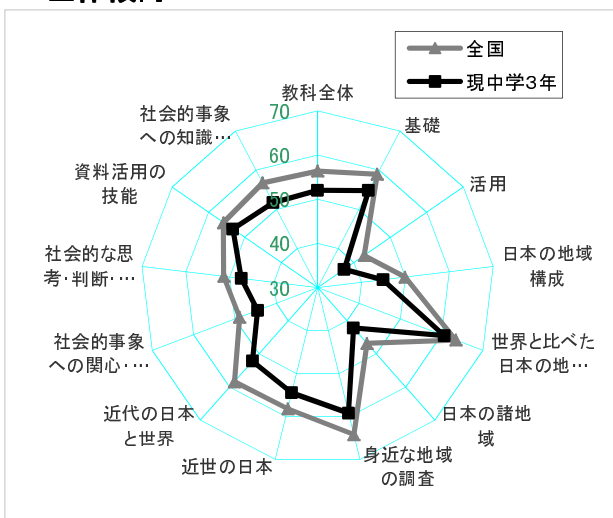 全国
現中学3年
教科全体
基礎
活用
日本の地域
構成
世界と比べた
日本の地…
日本の諸地
域
身近な地域
の調査
近世の日本
近代の日本
と世界
社会的事象
への関心・…
社会的な思
考・判断・…
資料活用の
技能
社会的事象
への知識…
70
60
50
40
30